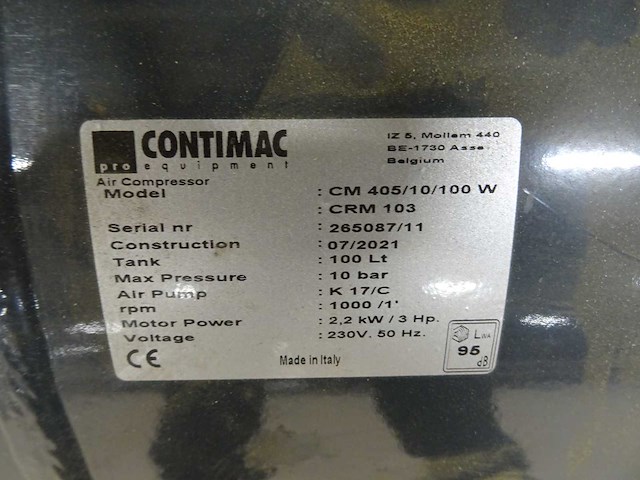 CONTIMAC
pro equipment
IZ 5, Mollem 440
BE-1730 Asse
Belgium
Air Compressor
Model : CM 405/10/100 W
: CRM 103
Serial nr : 265087/11
Construction : 07/2021
Tank : 100 Lt
Max Pressure : 10 bar
Air Pump : K 17/C
rpm : 1000 /1'
Motor Power : 2,2 kW / 3 Hp.
Voltage : 230V. 50 Hz.
CE
Made in Italy
LWA
95
dB